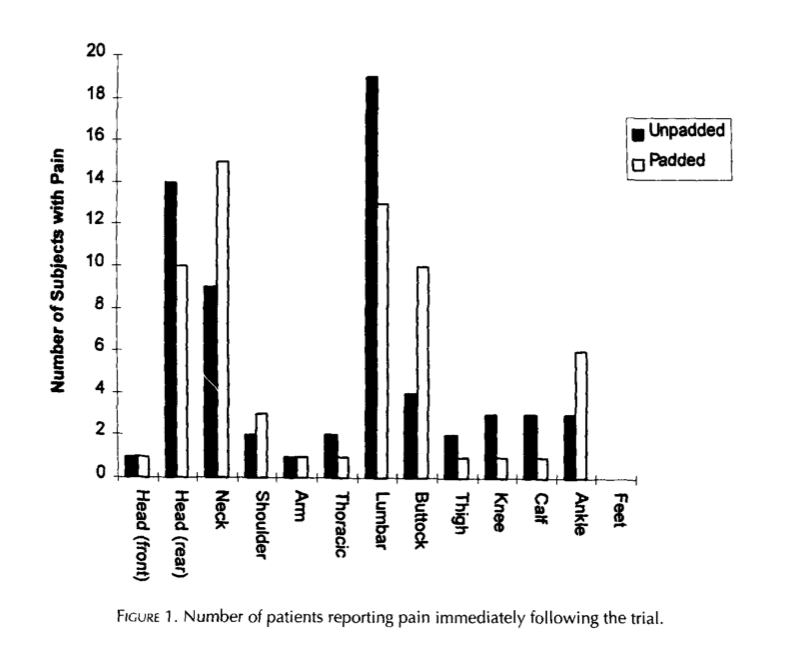 20
18
16
14
12
10
8
6
4
2
0
Number of Subjects with Pain
Unpadded
Padded
Head (front)
Head (rear)
Neck
Shoulder
Arm
Thoracic
Lumbar
Buttock
Thigh
Knee
Calf
Ankle
Feet
FIGURE 1. Number of patients reporting pain immediately following the trial.